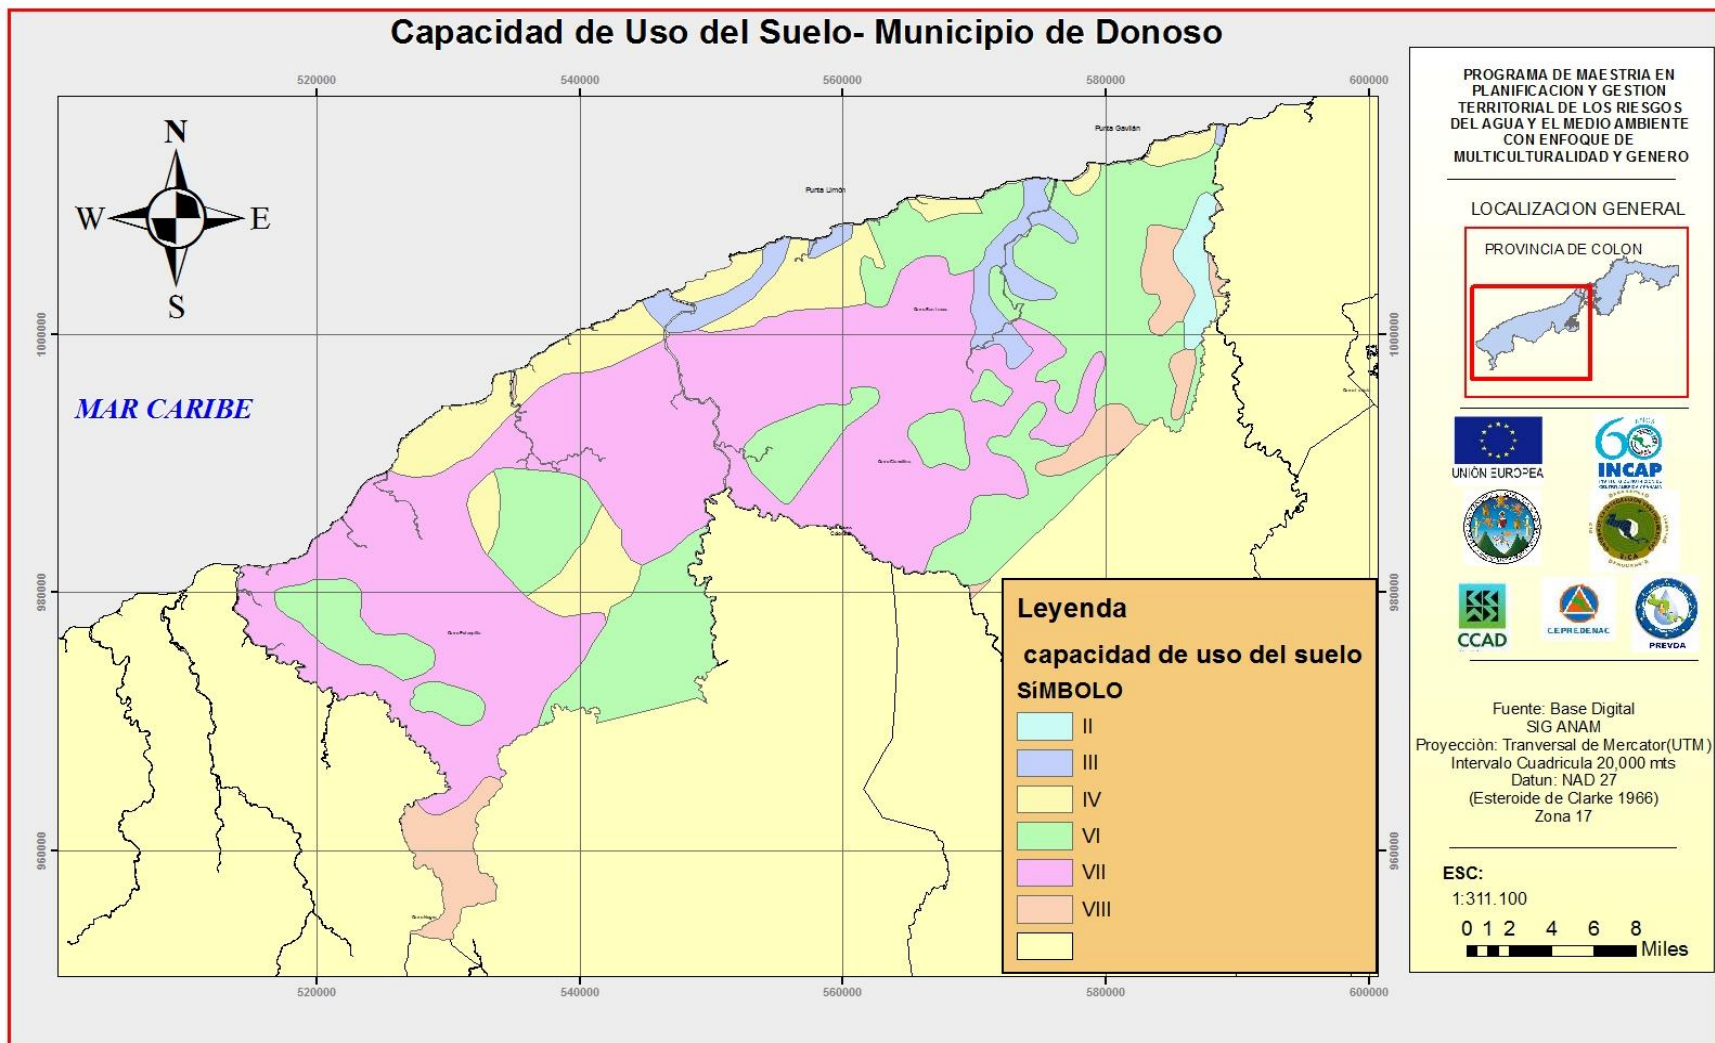 Capacidad de Uso del Suelo- Municipio de Donoso
520000
540000
560000
580000
600000
1000000
980000
960000
1000000
980000
960000
520000
540000
560000
580000
600000
N
W
E
S
MAR CARIBE
Punta Limón
Punta Gavilán
Leyenda
capacidad de uso del suelo
SíMBOLO
II
III
IV
VI
VII
VIII
PROGRAMA DE MAESTRIA EN
PLANIFICACION Y GESTION
TERRITORIAL DE LOS RIESGOS
DEL AGUA Y EL MEDIO AMBIENTE
CON ENFOQUE DE
MULTICULTURALIDAD Y GENERO
LOCALIZACION GENERAL
PROVINCIA DE COLON
UNIÓN EUROPEA
60
INCAP
CCAD
CEPREDENAC
PREVDA
Fuente: Base Digital
SIG ANAM
Proyecciòn: Tranversal de Mercator(UTM)
Intervalo Cuadricula 20,000 mts
Datun: NAD 27
(Esteroide de Clarke 1966)
Zona 17
ESC:
1:311.100
0 1 2 4 6 8
Miles